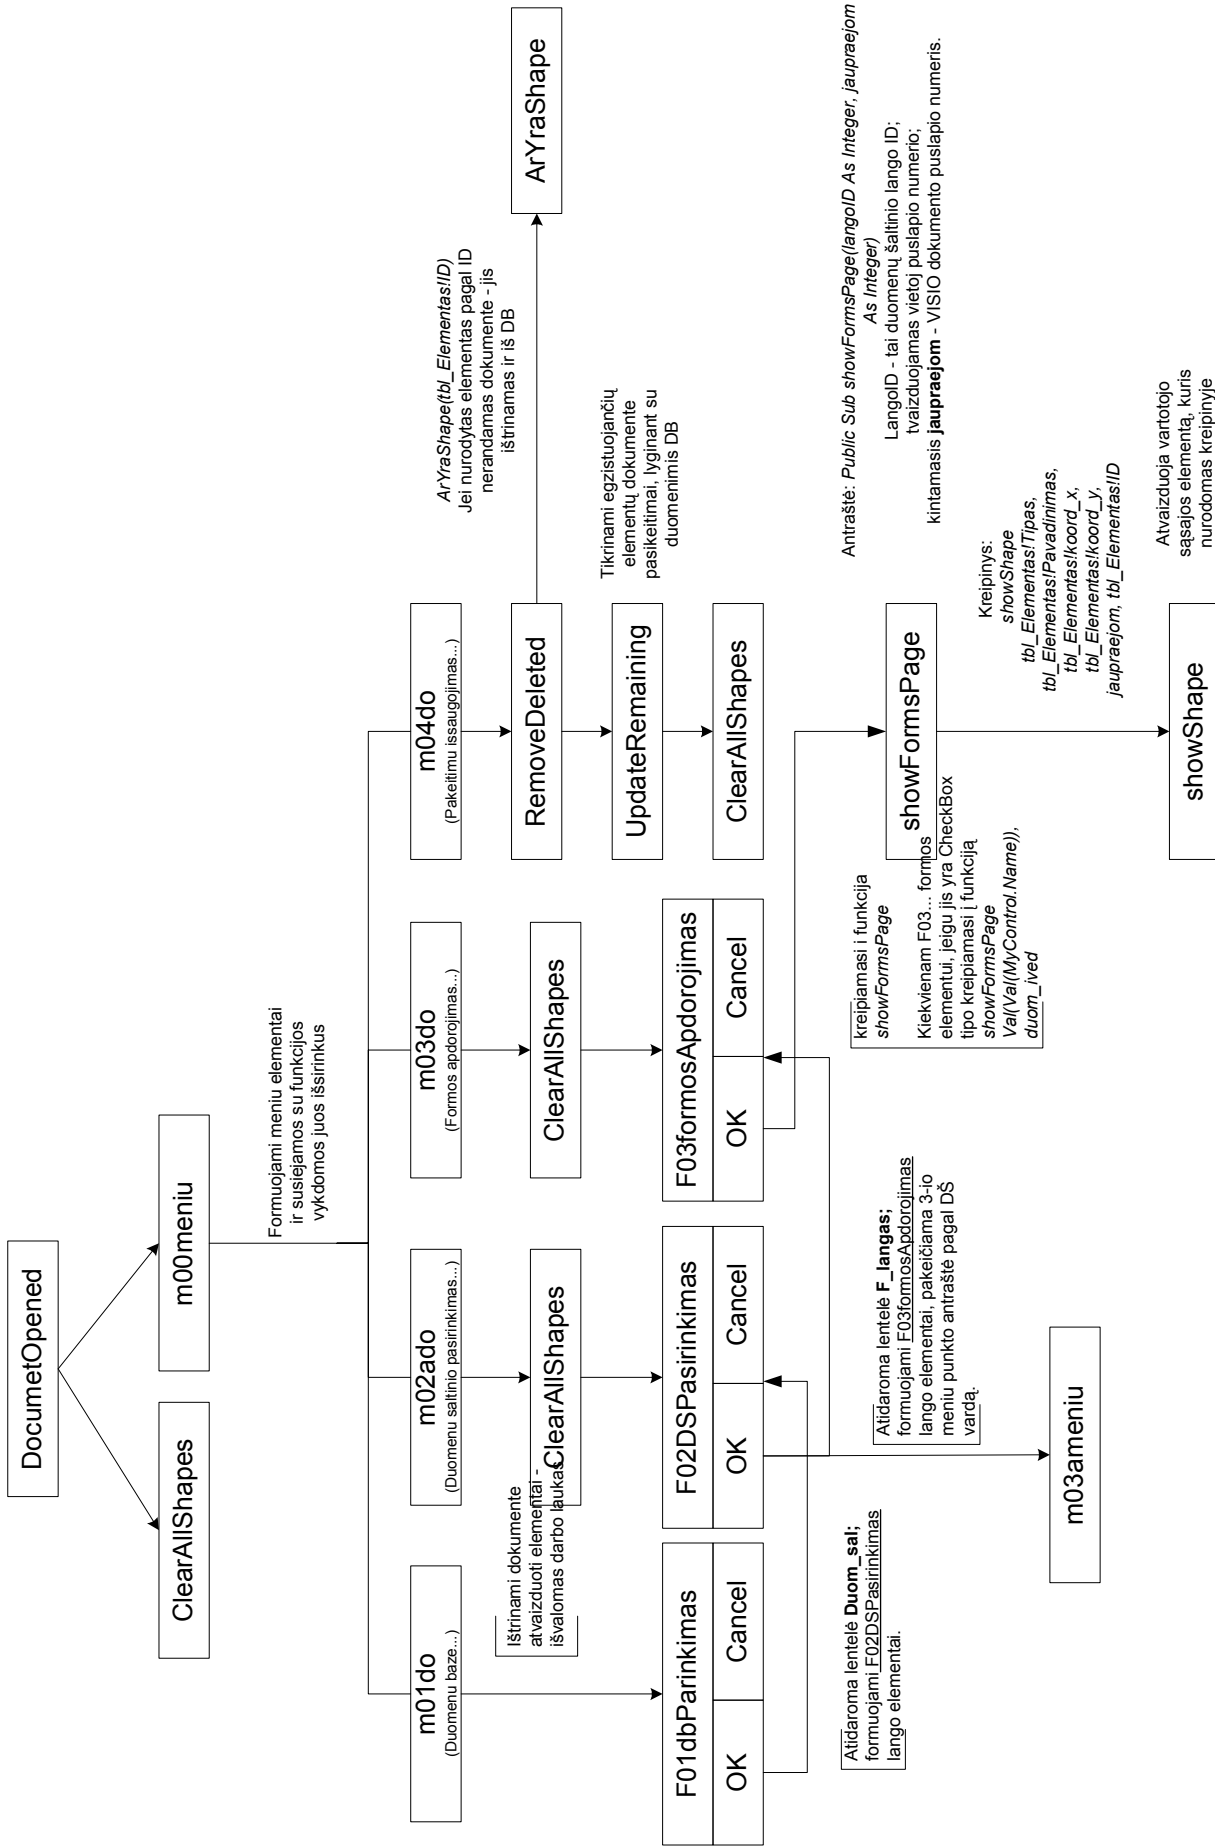 DocumetOpened
ClearAllShapes
m00meniu
Formuojami meniu elementai
ir susiejamos su funkcijos
vykdomos juos išsirinkus
m01do
(Duomenu baze...)
m02ado
(Duomenu saltinio pasirinkimas...)
m03do
(Formos apdorojimas...)
m04do
(Pakeitimu issaugojimas...)
Ištrinami dokumente
atvaizduoti elementai -
išvalomas darbo laukas
ClearAllShapes
ClearAllShapes
RemoveDeleted
ArYraShape(tbl_Elementas!ID)
Jei nurodytas elementas pagal ID
nerandamas dokumente - jis
ištrinamas ir iš DB
ArYraShape
UpdateRemaining
Tikrinami egzistuojančių
elementų dokumente
pasikeitimai, lyginant su
duomenimis DB
ClearAllShapes
F01dbParinkimas
OK
Cancel
F02DSPasirinkimas
OK
Cancel
F03formosApdorojimas
OK
Cancel
Atidaroma lentelė Duom_sal;
formuojami F02DSPasirinkimas
lango elementai.
Atidaroma lentelė F_langas;
formuojami F03formosApdorojimas
lango elementai, pakeičiama 3-io
meniu punkto antraštė pagal DŠ
vardą.
m03ameniu
kreipiamasi i funkcija
showFormsPage
Kiekvienam F03... formos
elementui, jeigu jis yra CheckBox
tipo kreipiamasi į funkciją
showFormsPage
Val(Val(MyControl.Name)),
duom_ived
showFormsPage
Antraštė: Public Sub showFormsPage(langoID As Integer, jaupraejom
As Integer)
LangoID - tai duomenų šaltinio lango ID;
tvaizduojamas vietoj puslapio numerio;
kintamasis jaupraejom - VISIO dokumento puslapio numeris.
Kreipinys:
showShape
tbl_Elementas!Tipas,
tbl_Elementas!Pavadinimas,
tbl_Elementas!koord_x,
tbl_Elementas!koord_y,
jaupraejom, tbl_Elementas!ID
showShape
Atvaizduoja vartotojo
sąsajos elementą, kuris
nurodomas kreipinyje